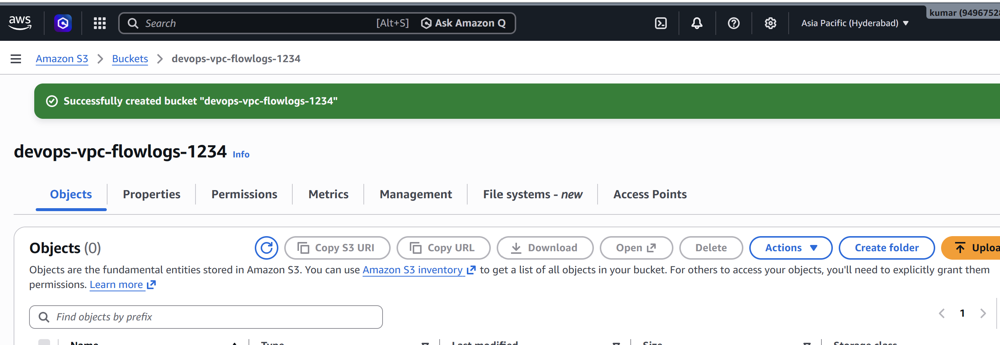 aws
Search [Alt+S] Ask Amazon Q
Asia Pacific (Hyderabad)
kumar
Amazon S3 > Buckets > devops-vpc-flowlogs-1234
Successfully created bucket "devops-vpc-flowlogs-1234"
devops-vpc-flowlogs-1234 Info
Objects Properties Permissions Metrics Management File systems - new Access Points
Objects (0) Copy S3 URI Copy URL Download Open Delete Actions Create folder
Objects are the fundamental entities stored in Amazon S3. You can use Amazon S3 inventory to get a list of all objects in your bucket. For others to access your objects, you'll need to explicitly grant them
permissions. Learn more
Find objects by prefix
1
Name Type Last modified Size Storage class